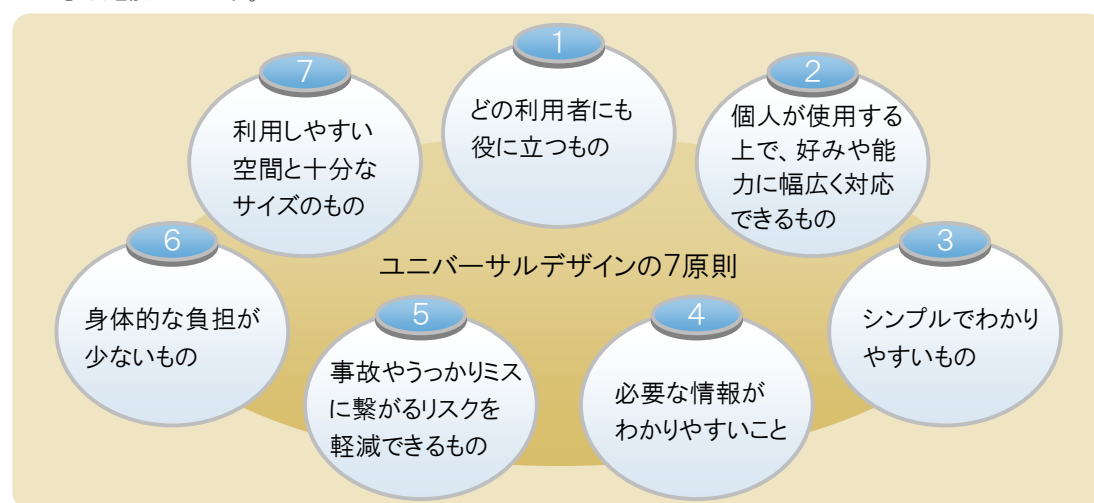 1
どの利用者にも
役に立つもの
2
個人が使用する
上で、好みや能
力に幅広く対応
できるもの
3
シンプルでわかり
やすいもの
4
必要な情報が
わかりやすいこと
5
事故やうっかりミス
に繋がるリスクを
軽減できるもの
6
身体的な負担が
少ないもの
7
利用しやすい
空間と十分な
サイズのもの
ユニバーサルデザインの7原則